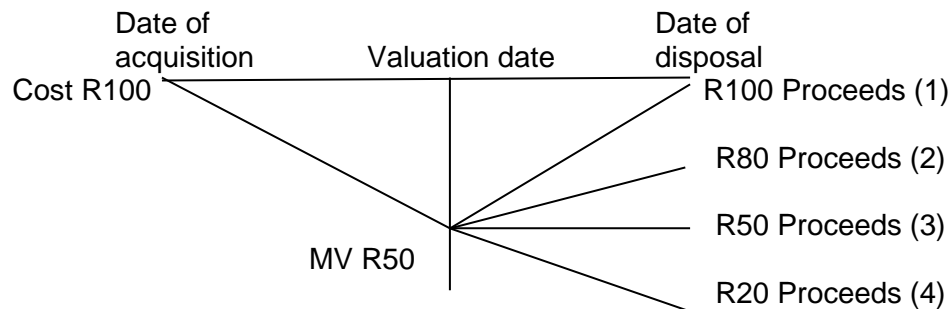 Date of
acquisition
Valuation date
Date of
disposal
Cost R100
R100 Proceeds (1)
R80 Proceeds (2)
R50 Proceeds (3)
MV R50
R20 Proceeds (4)